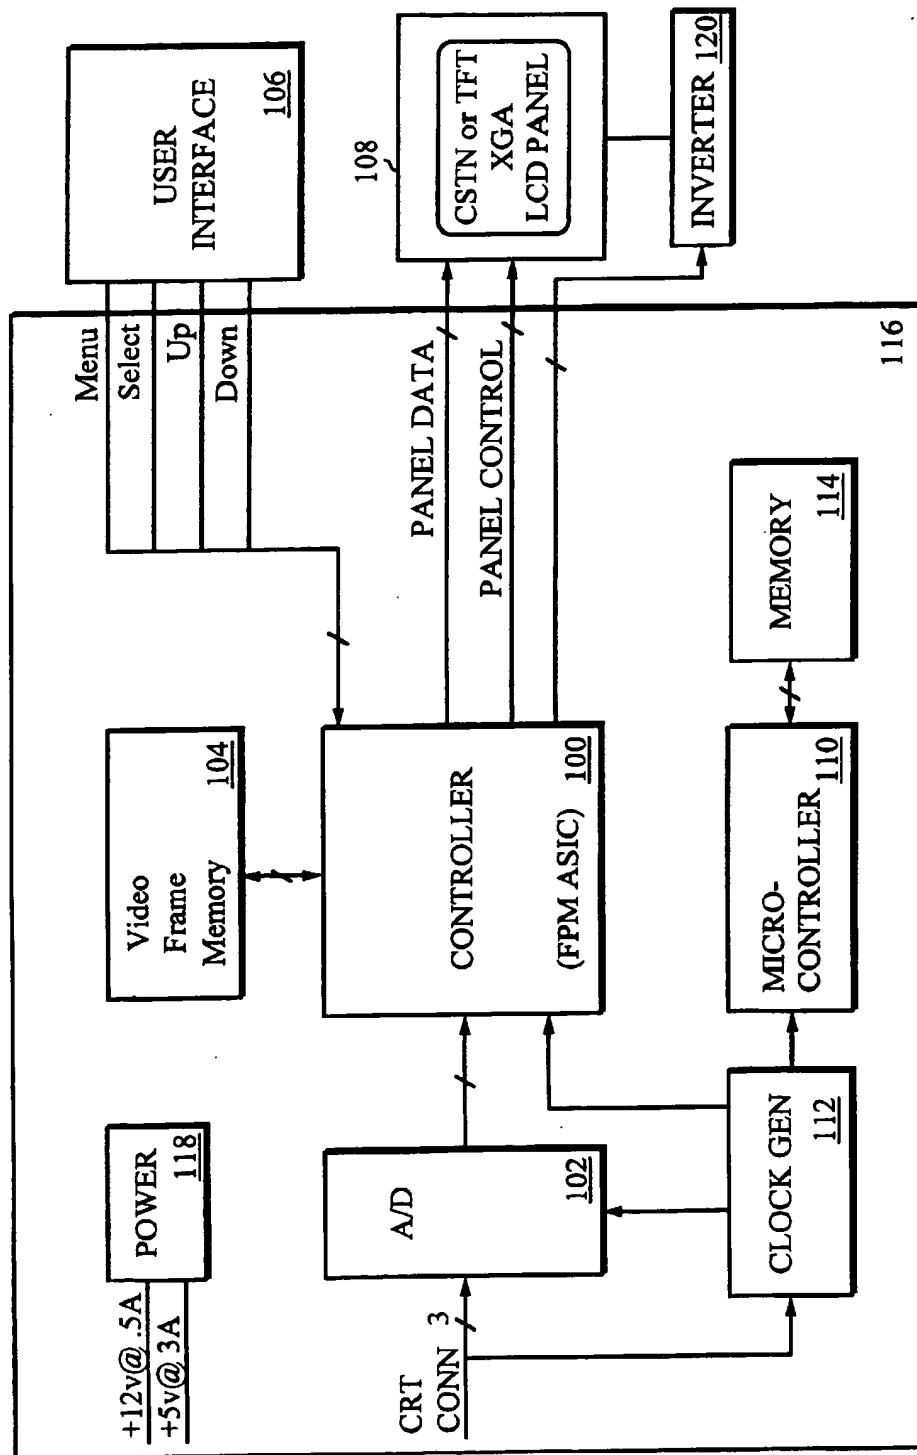 +12v@ .5A
+5v@ 3A
POWER
118
Video
Frame
Memory
104
Menu
Select
Up
Down
USER
INTERFACE
106
CRT
CONN
3
A/D
102
CONTROLLER
(FPM ASIC)
100
PANEL DATA
PANEL CONTROL
108
CSTN or TFT
XGA
LCD PANEL
CLOCK GEN
112
MICRO-
CONTROLLER
110
MEMORY
114
INVERTER 120
116